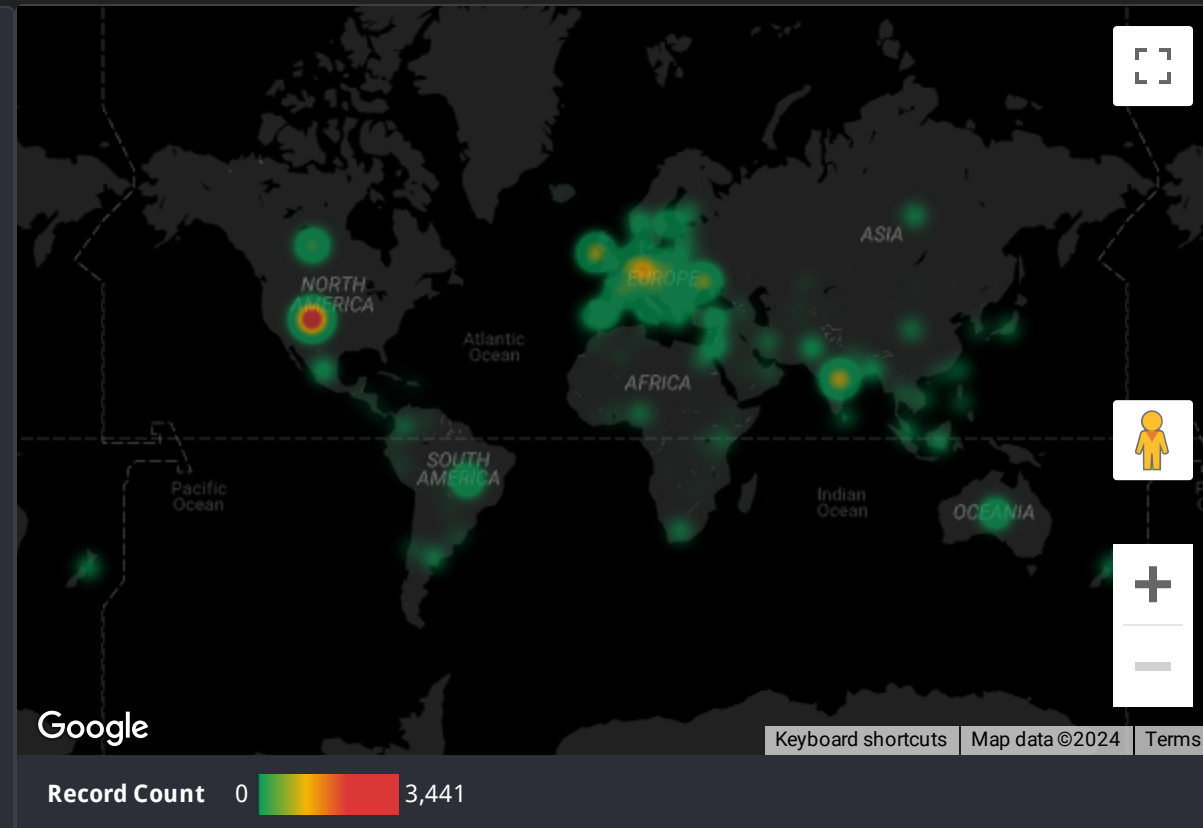 ASIA
NORTH
AMERICA
EUROPE
Atlantic
Ocean
AFRICA
SOUTH
AMERICA
Pacific
Ocean
Indian
Ocean
OCEANIA
Google
Keyboard shortcuts
Map data ©2024
Terms
Record Count 0 3,441